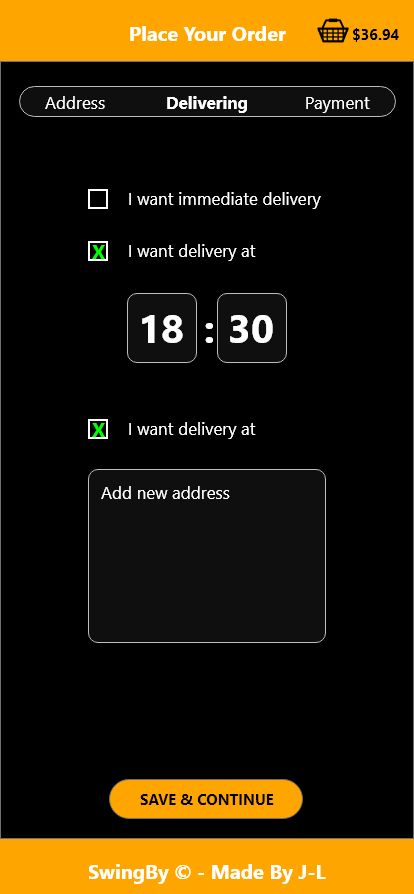 Place Your Order
$36.94
Address Delivering Payment
I want immediate delivery
X I want delivery at
18 : 30
X I want delivery at
Add new address
SAVE & CONTINUE
SwingBy © - Made By J-L